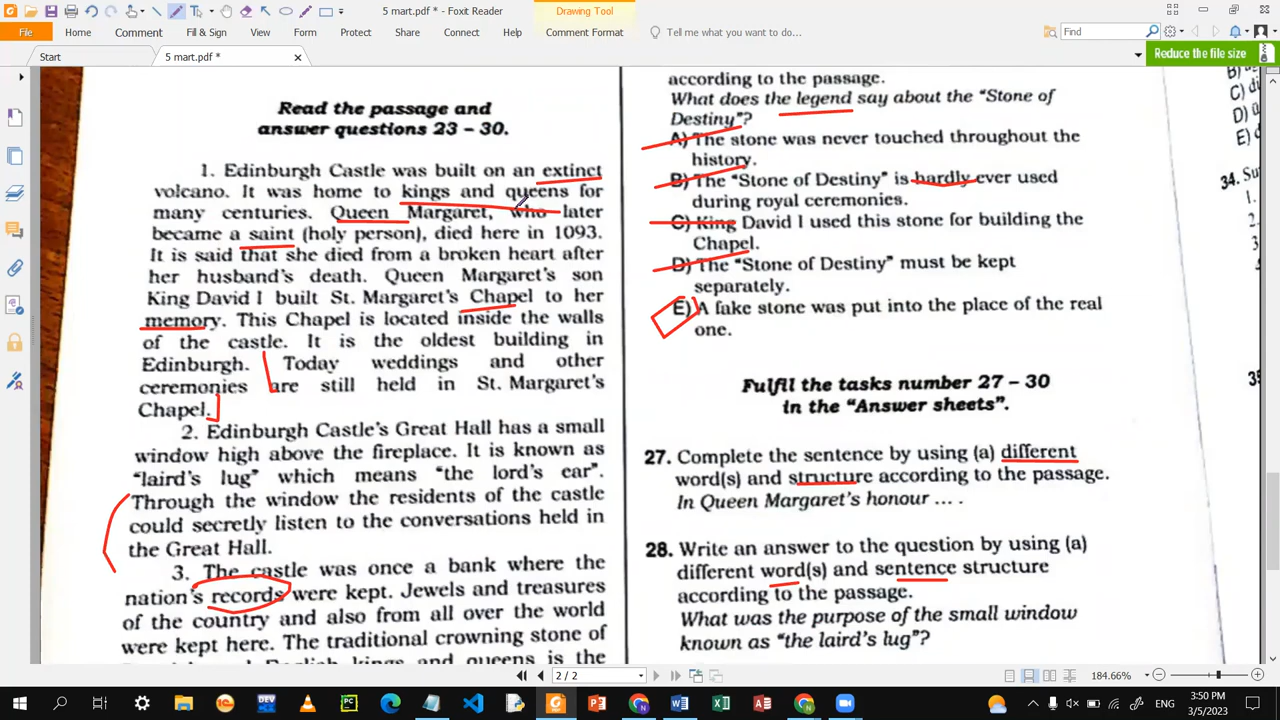 5 mart.pdf * - Foxit Reader
Drawing Tool
File
Home
Comment
Fill & Sign
View
Form
Protect
Share
Connect
Help
Comment Format
Tell me what you want to do...
Find
Start
5 mart.pdf *
Reduce the file size
Read the passage and
answer questions 23 – 30.
1. Edinburgh Castle was built on an extinct
volcano. It was home to kings and queens for
many centuries. Queen Margaret, who later
became a saint (holy person), died here in 1093.
It is said that she died from a broken heart after
her husband's death. Queen Margaret's son
King David I built St. Margaret's Chapel to her
memory. This Chapel is located inside the walls
of the castle. It is the oldest building in
Edinburgh. Today weddings and other
ceremonies are still held in St. Margaret's
Chapel.
2. Edinburgh Castle's Great Hall has a small
window high above the fireplace. It is known as
"laird's lug" which means "the lord's ear".
Through the window the residents of the castle
could secretly listen to the conversations held in
the Great Hall.
3. The castle was once a bank where the
nation's records were kept. Jewels and treasures
of the country and also from all over the world
were kept here. The traditional crowning stone of
and English kings and queens is the
according to the passage.
What does the legend say about the "Stone of
Destiny"?
A) The stone was never touched throughout the
history.
B) The "Stone of Destiny" is hardly ever used
during royal ceremonies.
C) King David I used this stone for building the
Chapel.
D) The "Stone of Destiny" must be kept
separately.
E) A fake stone was put into the place of the real
one.
Fulfil the tasks number 27 – 30
in the "Answer sheets".
27. Complete the sentence by using (a) different
word(s) and structure according to the passage.
In Queen Margaret's honour ... .
28. Write an answer to the question by using (a)
different word(s) and sentence structure
according to the passage.
What was the purpose of the small window
known as "the laird's lug"?
B)
C) d
D)
E)
34. Su
1.
2.
3.
35
2 / 2
184.66%
ENG
3:50 PM
3/5/2023